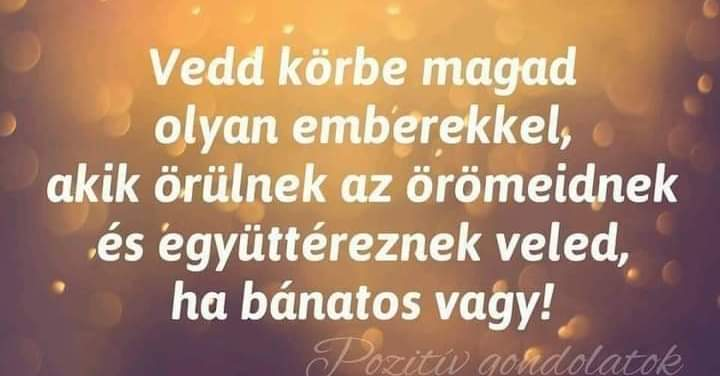 Vedd körbe magad
olyan emberekkel,
akik örülnek az örömeidnek
és együttéreznek veled,
ha bánatos vagy!
Pozitív gondolatok